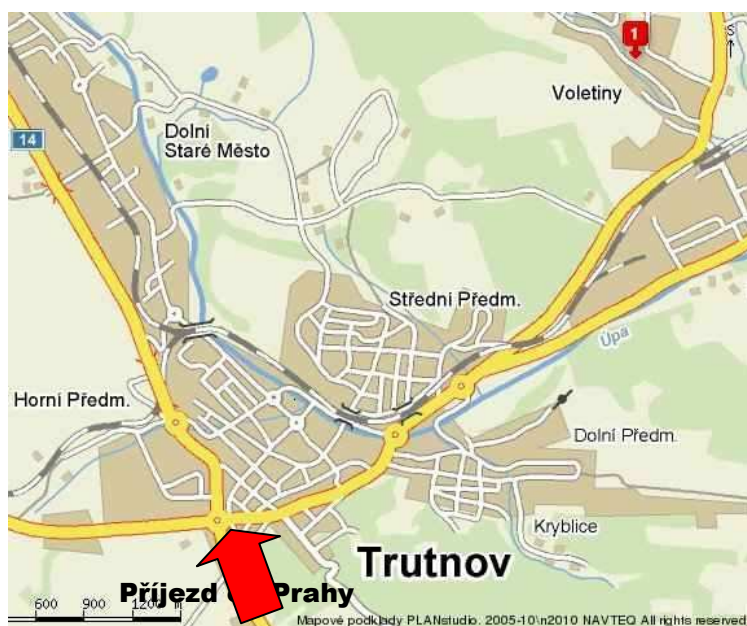 1
S
Voletiny
Dolní
Staré Město
14
Střední Předm.
Úpa
Horní Předm.
Dolní Předm.
Kryblice
Trutnov
Příjezd Prahy
600 900 1200 m
Mapové podklady PLANstudio. 2005-10\n2010 NAVTEQ All rights reserved